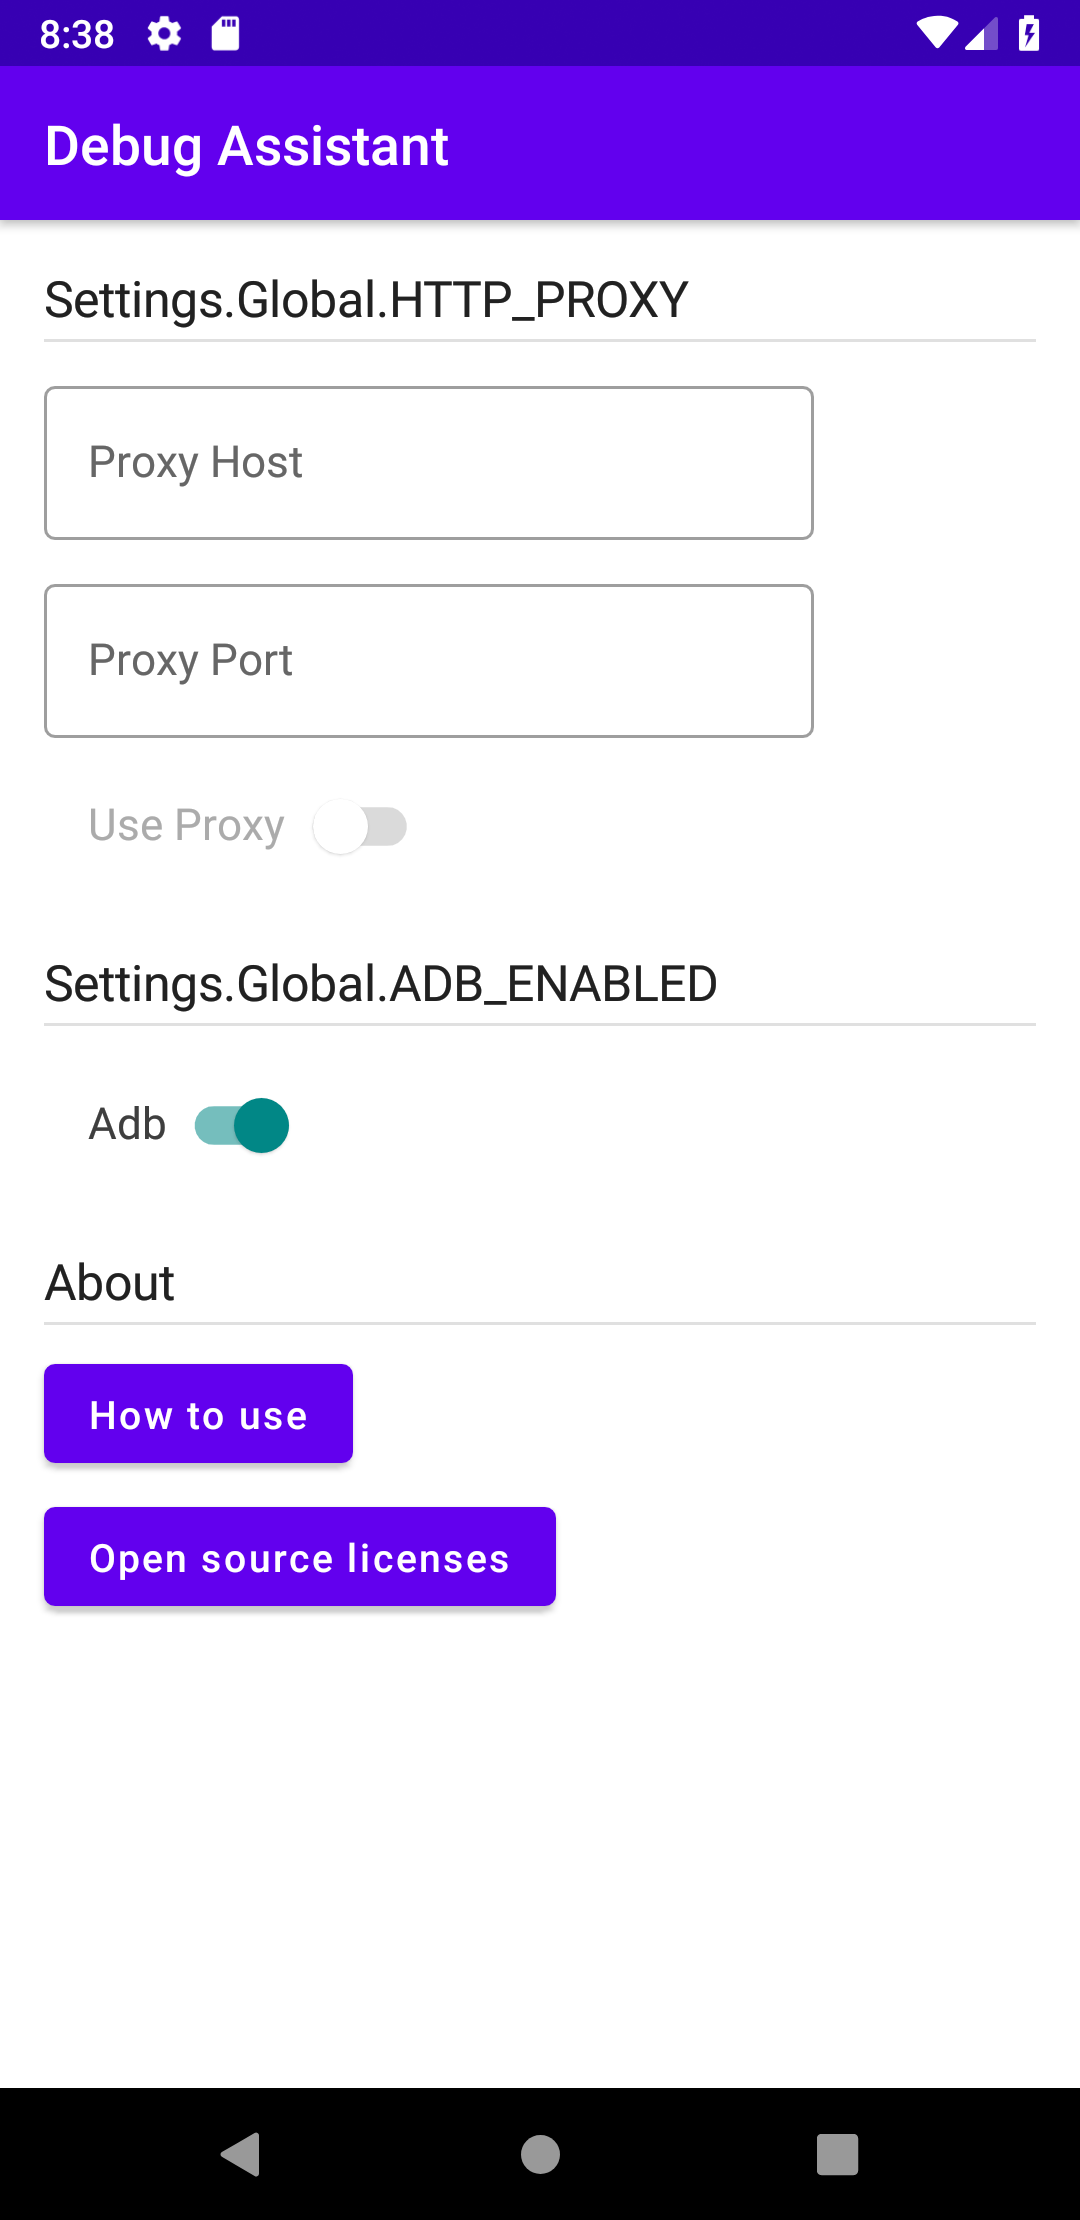 8:38
Debug Assistant
Settings.Global.HTTP_PROXY
Proxy Host
Proxy Port
Use Proxy
Settings.Global.ADB_ENABLED
Adb
About
How to use
Open source licenses